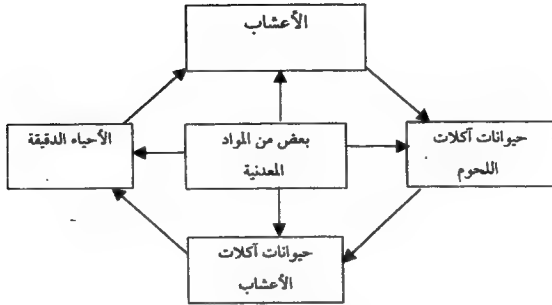 الأعشاب
الأحياء الدقيقة
بعض من المواد
المعدنية
حيوانات آكلات
اللحوم
حيوانات آكلات
الأعشاب